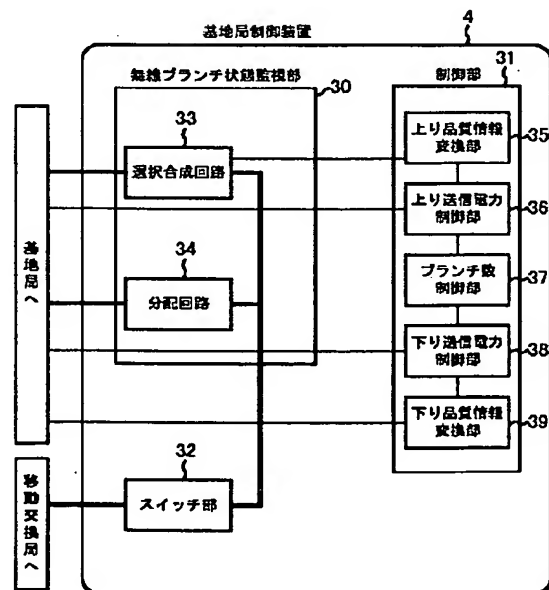 4
基地局制御装置
31
無線ブランチ状態監視部
制御部
30
33
選択合成回路
上り品質情報
変換部
35
上り送信電力
制御部
36
基地局へ
34
分配回路
ブランチ数
制御部
37
下り送信電力
制御部
38
下り品質情報
変換部
39
32
スイッチ部
移動交換局へ